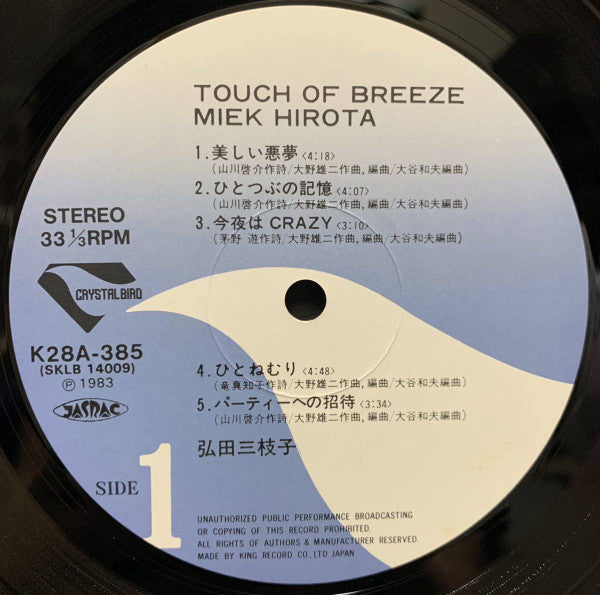 TOUCH OF BREEZE
MIEK HIROTA
1.美しい悪夢〈4:18〉
(山川啓介作詩/大野雄二作曲,編曲/大谷和夫編曲)
2.ひとつぶの記憶〈4:07〉
(山川啓介作詩/大野雄二作曲,編曲/大谷和夫編曲)
3.今夜は CRAZY〈3:10〉
(茅野 遊作詩/大野雄二作曲,編曲/大谷和夫編曲)
STEREO
33 1/3 RPM
CRYSTALBIRD
K28A-385
(SKLB 14009)
Ⓟ 1983
JASRAC
4.ひとねむり〈4:48〉
(竜真知子作詩/大野雄二作曲,編曲/大谷和夫編曲)
5.パーティーへの招待〈3:34〉
(山川啓介作詩/大野雄二作曲,編曲/大谷和夫編曲)
弘田三枝子
SIDE 1
UNAUTHORIZED PUBLIC PERFORMANCE BROADCASTING
OR COPYING OF THIS RECORD PROHIBITED.
ALL RIGHTS OF AUTHORS & MANUFACTURER RESERVED.
MADE BY KING RECORD CO., LTD. JAPAN